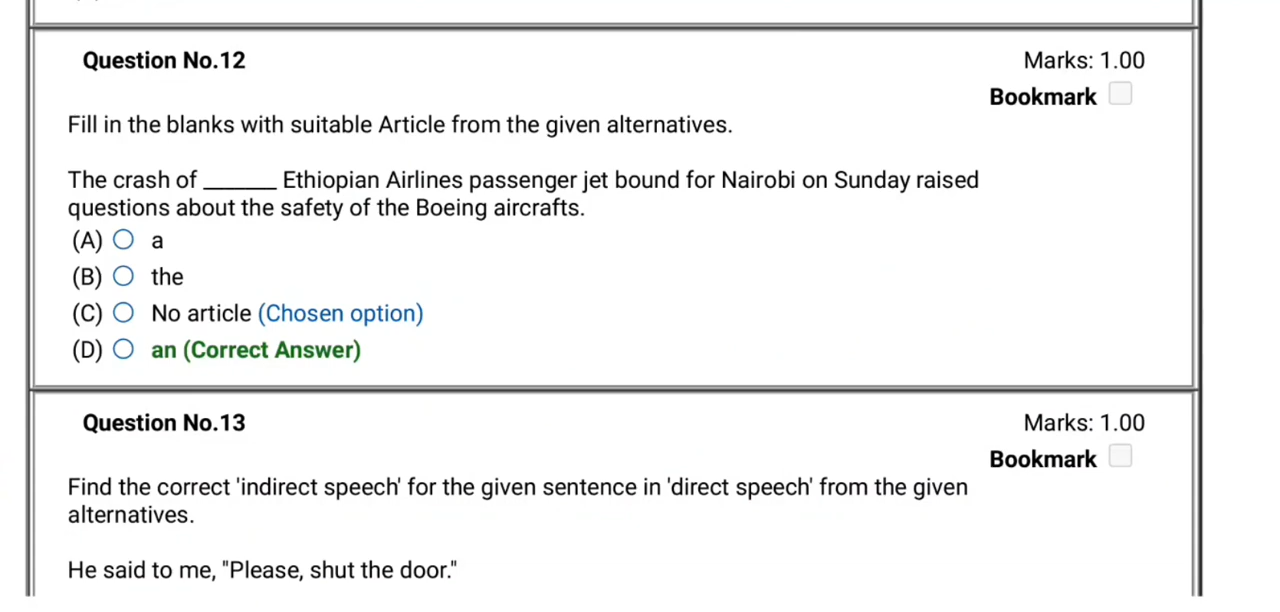 Question No.12
Marks: 1.00
Bookmark
Fill in the blanks with suitable Article from the given alternatives.
The crash of ______ Ethiopian Airlines passenger jet bound for Nairobi on Sunday raised
questions about the safety of the Boeing aircrafts.
(A) a
(B) the
(C) No article (Chosen option)
(D) an (Correct Answer)
Question No.13
Marks: 1.00
Bookmark
Find the correct 'indirect speech' for the given sentence in 'direct speech' from the given
alternatives.
He said to me, "Please, shut the door."